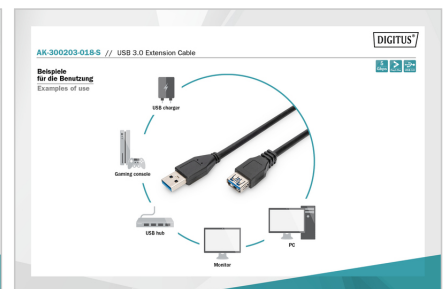 DIGITUS®
AK-300203-018-S // USB 3.0 Extension Cable
Beispiele
für die Benutzung
Examples of use
USB charger
Gaming console
USB hub
Monitor
PC